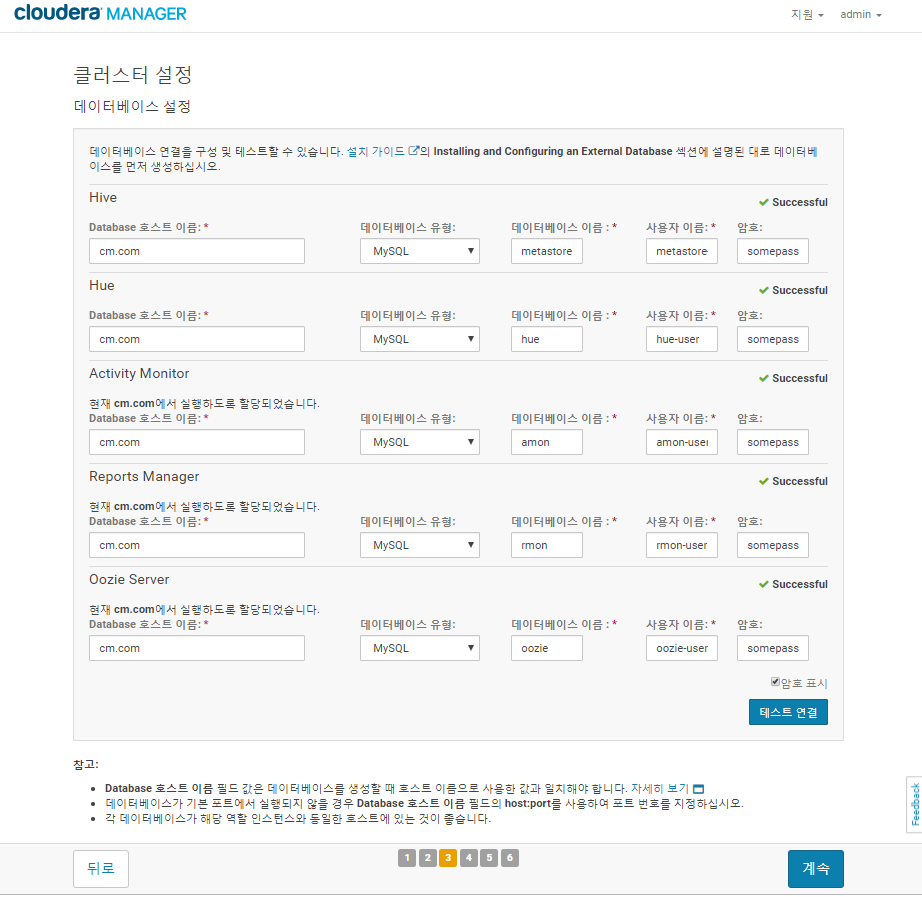 cloudera MANAGER 지원 admin
클러스터 설정
데이터베이스 설정
데이터베이스 연결을 구성 및 테스트할 수 있습니다. 설치 가이드의 Installing and Configuring an External Database 섹션에 설명된 대로 데이터베
이스를 먼저 생성하십시오.
Hive
Successful
Database 호스트 이름: * 데이터베이스 유형: 데이터베이스 이름 : * 사용자 이름: * 암호:
cm.com MySQL metastore metastore somepass
Hue
Successful
Database 호스트 이름: * 데이터베이스 유형: 데이터베이스 이름 : * 사용자 이름: * 암호:
cm.com MySQL hue hue-user somepass
Activity Monitor
Successful
현재 cm.com에서 실행하도록 할당되었습니다.
Database 호스트 이름: * 데이터베이스 유형: 데이터베이스 이름 : * 사용자 이름: * 암호:
cm.com MySQL amon amon-user somepass
Reports Manager
Successful
현재 cm.com에서 실행하도록 할당되었습니다.
Database 호스트 이름: * 데이터베이스 유형: 데이터베이스 이름 : * 사용자 이름: * 암호:
cm.com MySQL rmon rmon-user somepass
Oozie Server
Successful
현재 cm.com에서 실행하도록 할당되었습니다.
Database 호스트 이름: * 데이터베이스 유형: 데이터베이스 이름 : * 사용자 이름: * 암호:
cm.com MySQL oozie oozie-user somepass
암호 표시
테스트 연결
참고:
• Database 호스트 이름 필드 값은 데이터베이스를 생성할 때 호스트 이름으로 사용한 값과 일치해야 합니다. 자세히 보기
• 데이터베이스가 기본 포트에서 실행되지 않을 경우 Database 호스트 이름 필드의 host:port를 사용하여 포트 번호를 지정하십시오.
• 각 데이터베이스가 해당 역할 인스턴스와 동일한 호스트에 있는 것이 좋습니다.
Feedback
뒤로 1 2 3 4 5 6 계속